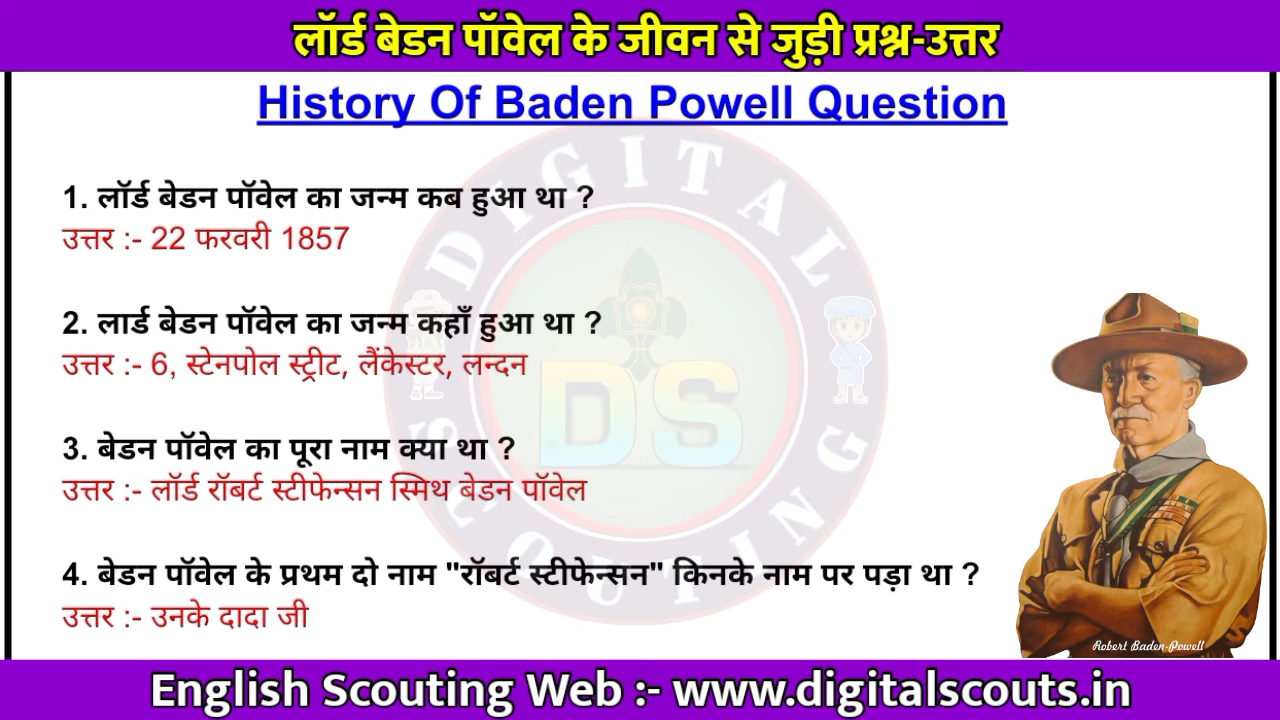 लॉर्ड बेडन पॉवेल के जीवन से जुड़ी प्रश्न-उत्तर
History Of Baden Powell Question
1. लॉर्ड बेडन पॉवेल का जन्म कब हुआ था ?
उत्तर :- 22 फरवरी 1857
2. लार्ड बेडन पॉवेल का जन्म कहाँ हुआ था ?
उत्तर :- 6, स्टेनपोल स्ट्रीट, लैंकेस्टर, लन्दन
3. बेडन पॉवेल का पूरा नाम क्या था ?
उत्तर :- लॉर्ड रॉबर्ट स्टीफेन्सन स्मिथ बेडन पॉवेल
4. बेडन पॉवेल के प्रथम दो नाम "रॉबर्ट स्टीफेन्सन" किनके नाम पर पड़ा था ?
उत्तर :- उनके दादा जी
DIGITAL
DS
SCOUTING
Robert Baden-Powell
English Scouting Web :- www.digitalscouts.in